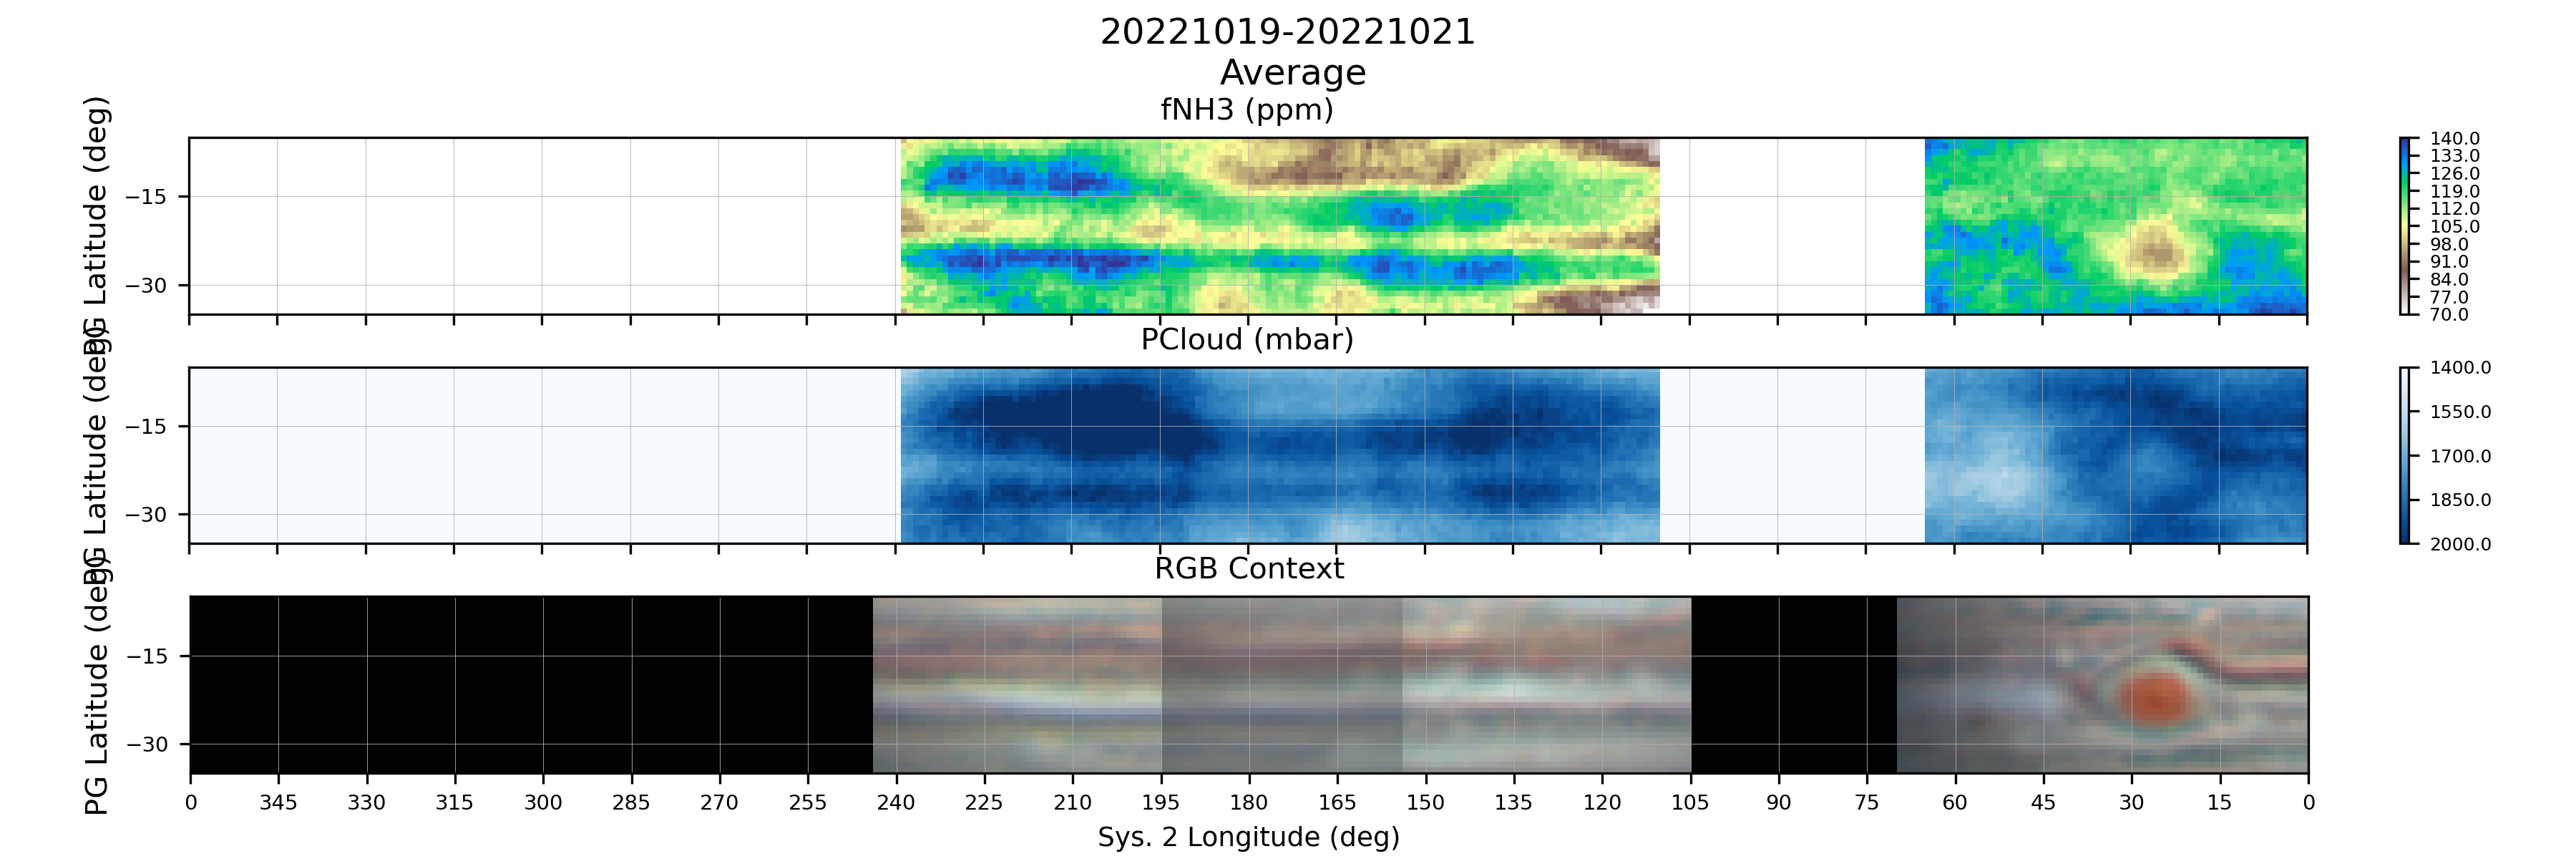 20221019-20221021
Average
fNH3 (ppm)
PG Latitude (deg)
−15
−30
140.0
133.0
126.0
119.0
112.0
105.0
98.0
91.0
84.0
77.0
70.0
PCloud (mbar)
PG Latitude (deg)
−15
−30
1400.0
1550.0
1700.0
1850.0
2000.0
RGB Context
PG Latitude (deg)
−15
−30
0 345 330 315 300 285 270 255 240 225 210 195 180 165 150 135 120 105 90 75 60 45 30 15 0
Sys. 2 Longitude (deg)